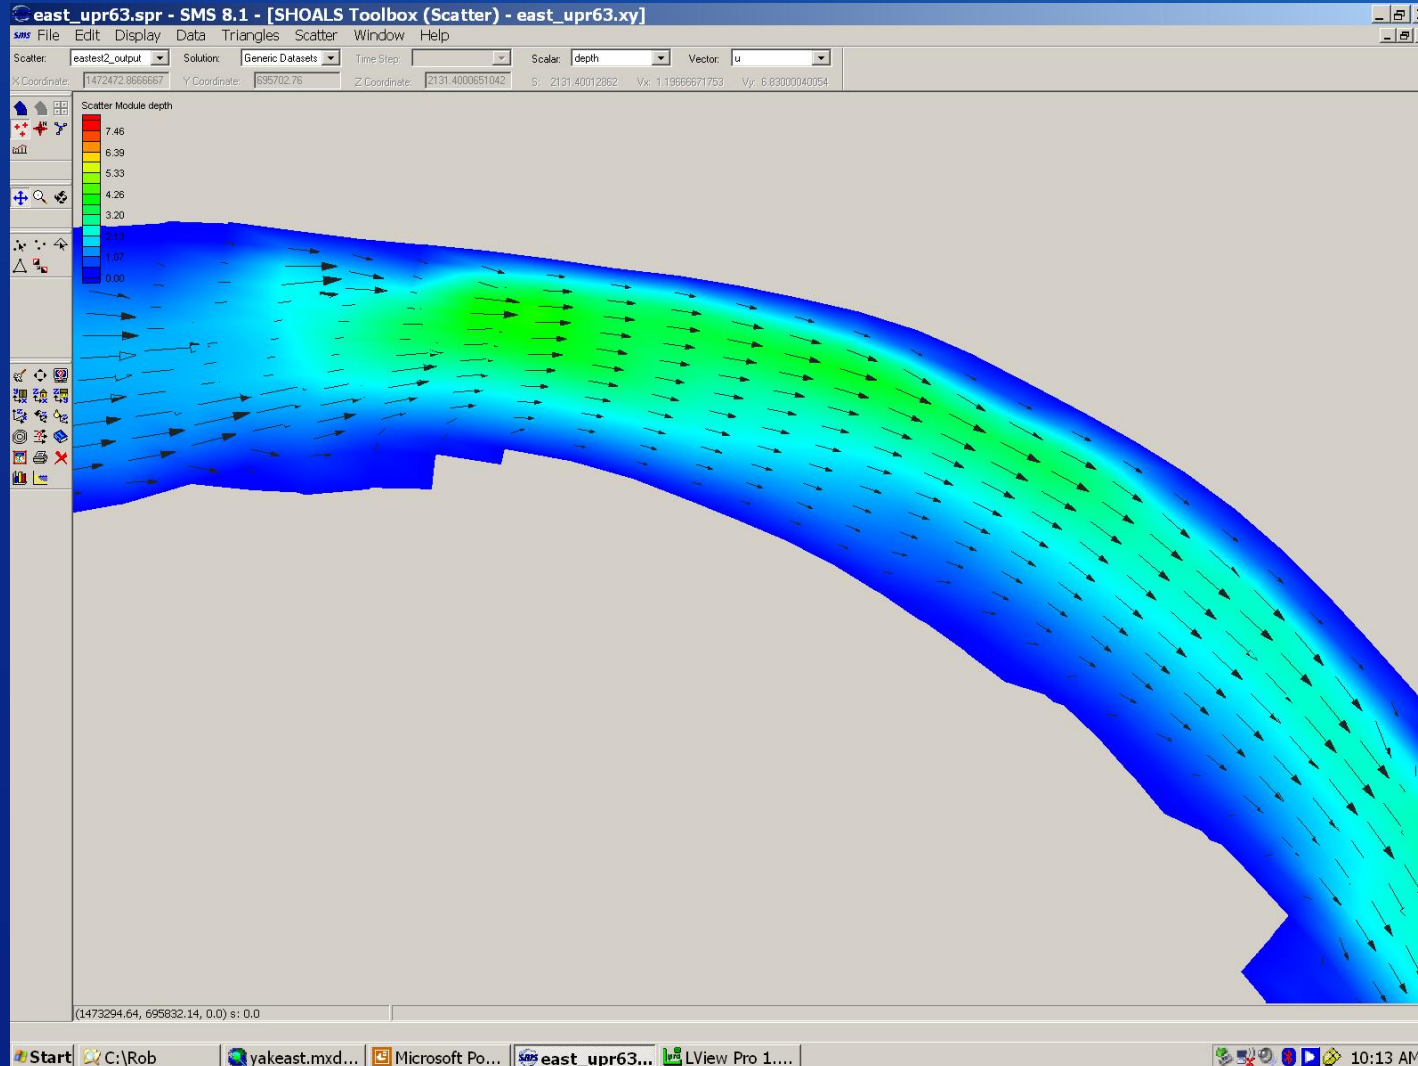 east_upr63.spr - SMS 8.1 - [SHOALS Toolbox (Scatter) - east_upr63.xy]
sms File Edit Display Data Triangles Scatter Window Help
Scatter: eastest2_output Solution: Generic Datasets Time Step: Scalar: depth Vector: u
X Coordinate: 1472472.8666667 Y Coordinate: 695702.76 Z Coordinate: 2131.4000651042 S: 2131.40012862 Vx: 1.19666671753 Vy: 6.83000040054
Scatter Module depth
7.46
6.39
5.33
4.26
3.20
2.13
1.07
0.00
(1473294.64, 695832.14, 0.0) s: 0.0
Start C:\Rob yakeast.mxd... Microsoft Po... sms east_upr63... LView Pro 1.... 10:13 AM